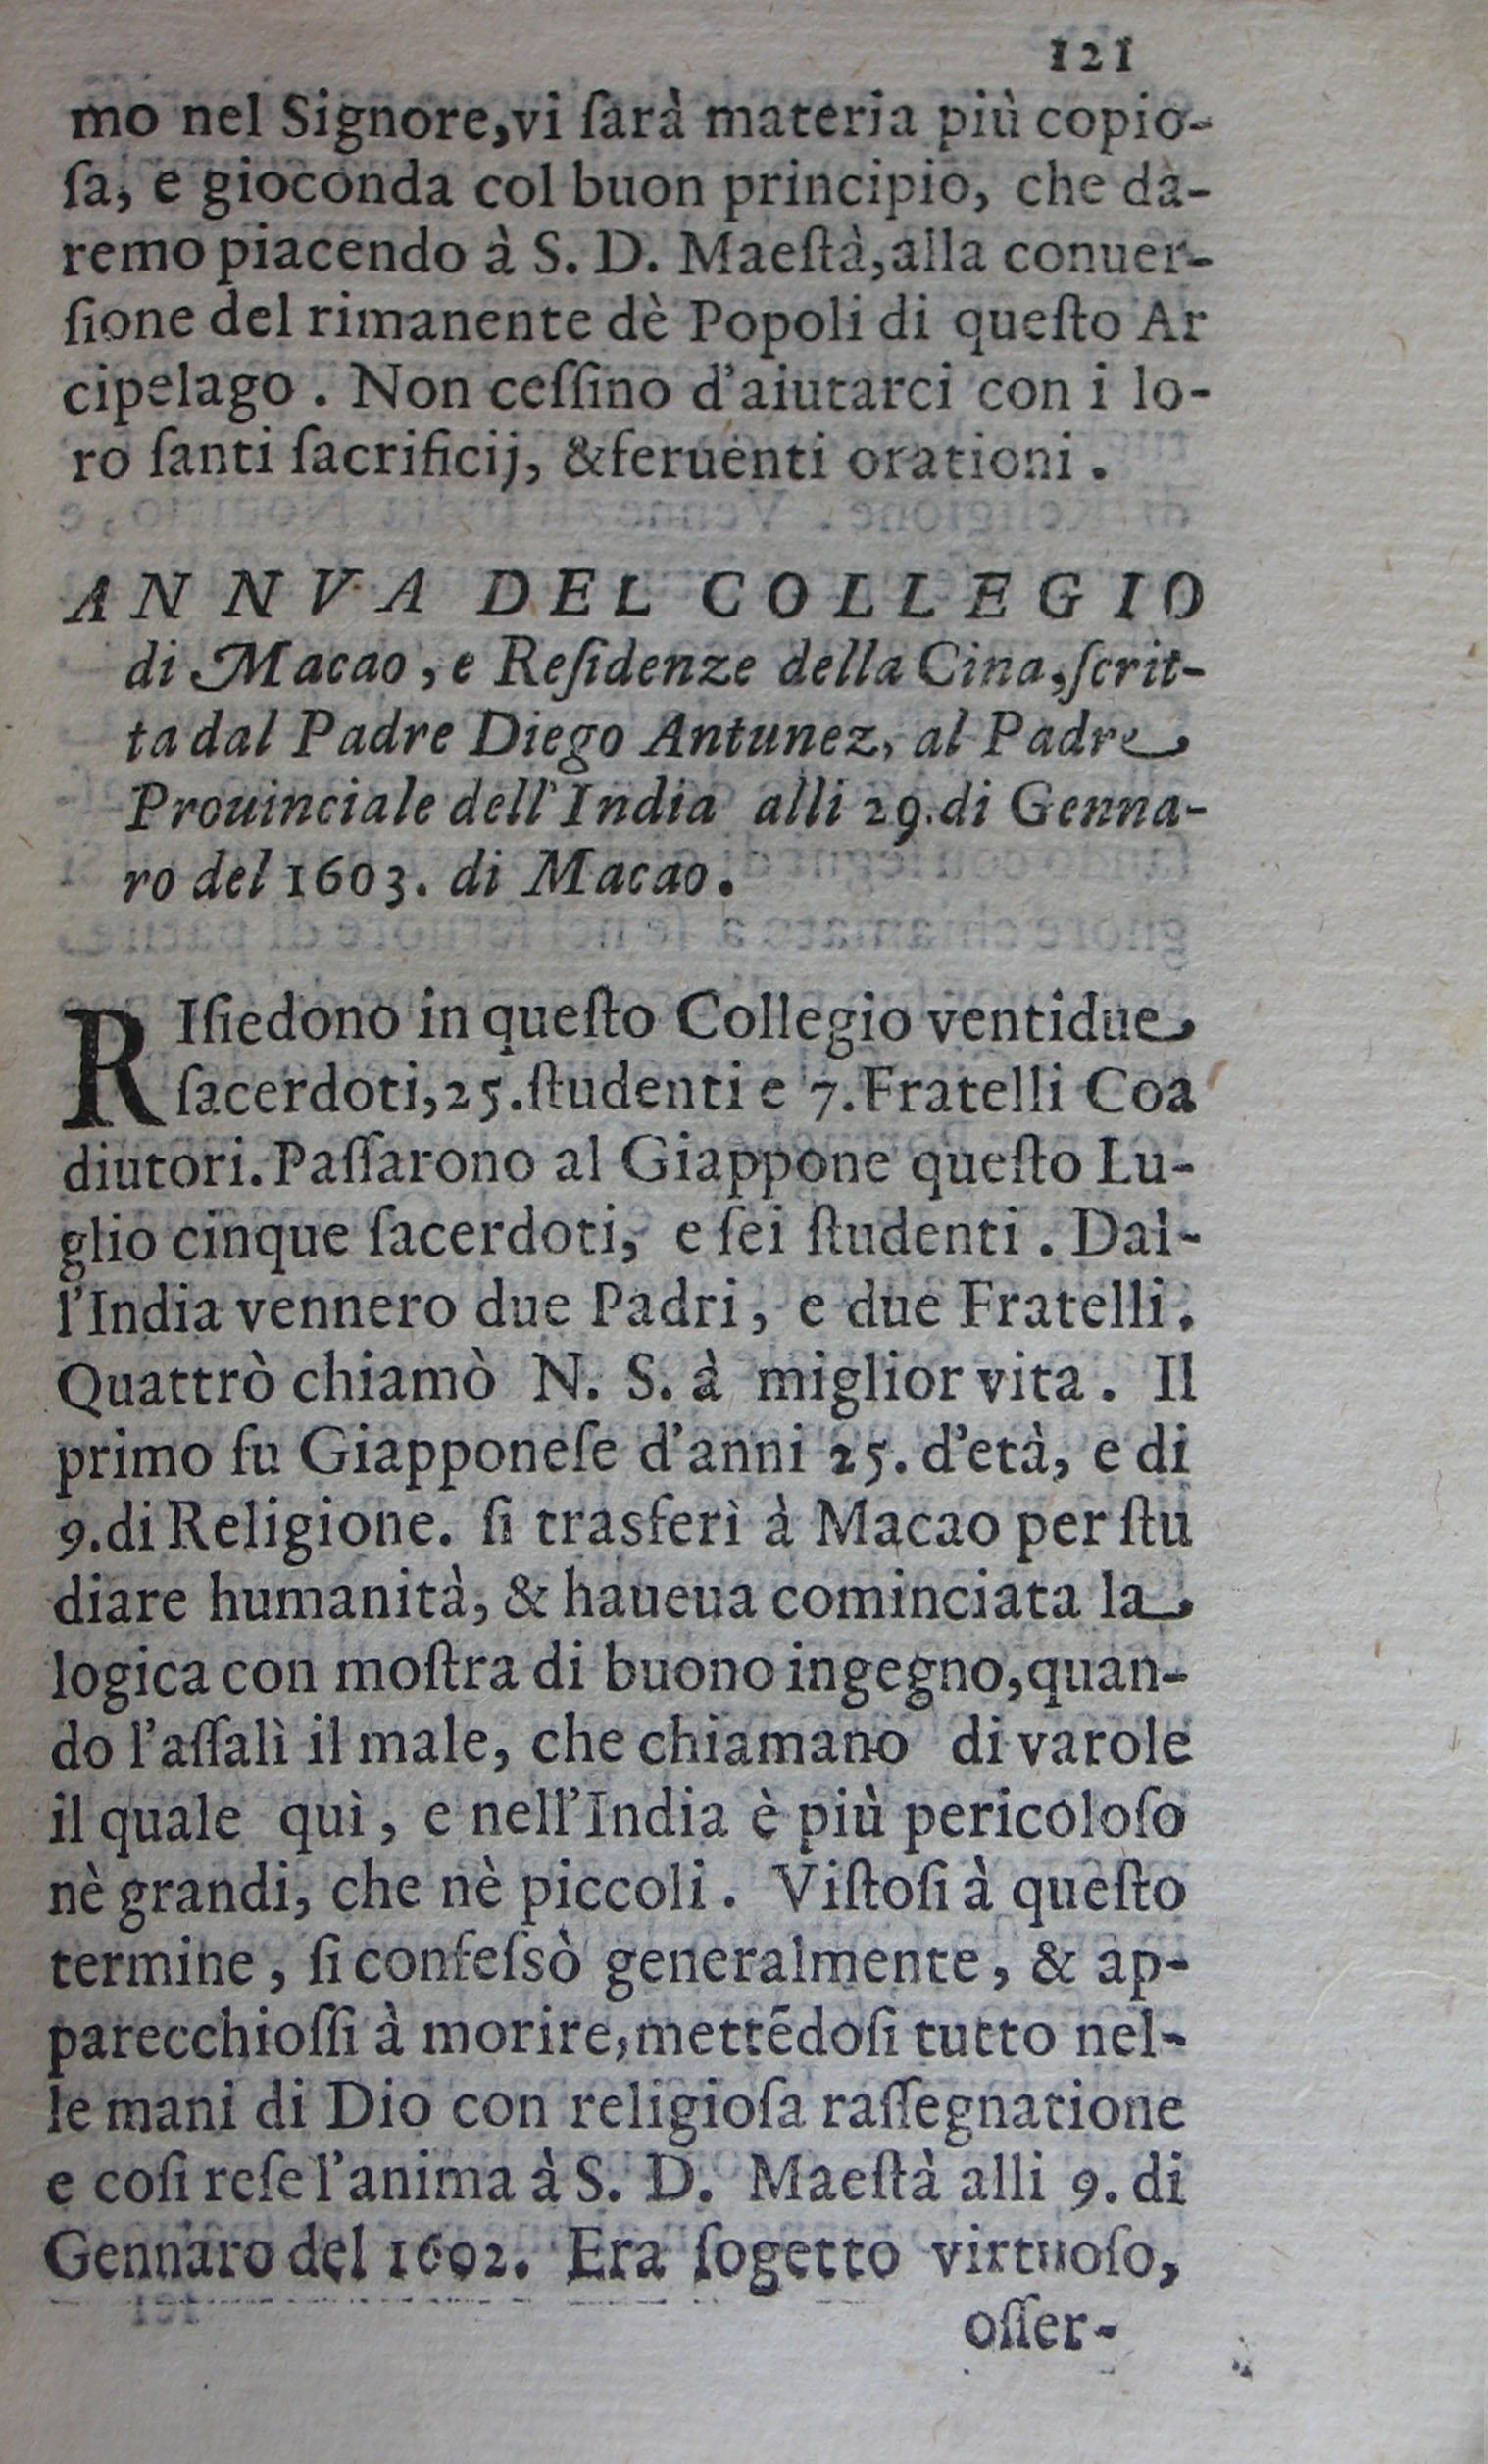 121
mo nel Signore,vi ſarà materia più copio-
ſa, e gioconda col buon principio, che da-
remo piacendo à S. D. Maeſtà,alla conuer-
ſione del rimanente dè Popoli di queſto Ar
cipelago . Non ceſſino d'aiutarci con i lo-
ro ſanti ſacrificij, &feruenti orationi .
ANNVA DEL COLLEGIO
di Macao , e Reſidenze della Cina,ſcrit-
ta dal Padre Diego Antunez, al Padre
Prouinciale dell'India alli 29.di Genna-
ro del 1603. di Macao.
RIſiedono in queſto Collegio ventidue
ſacerdoti,25.ſtudenti e 7.Fratelli Coa
diutori. Paſſarono al Giappone queſto Lu-
glio cinque ſacerdoti, e ſei ſtudenti . Dal-
l'India vennero due Padri, e due Fratelli.
Quattrò chiamò N. S. à miglior vita . Il
primo fu Giapponeſe d'anni 25. d'età, e di
9.di Religione. ſi trasferì à Macao per ſtu
diare humanità, & haueua cominciata la
logica con moſtra di buono ingegno,quan-
do l'aſſalì il male, che chiamano di varole
il quale quì, e nell'India è più pericoloſo
nè grandi, che nè piccoli . Viſtoſi à queſto
termine, ſi confeſsò generalmente, & ap-
parecchioſſi à morire,mettēdoſi tutto nel-
le mani di Dio con religioſa raſſegnatione
e coſi reſe l'anima à S. D. Maeſtà alli 9. di
Gennaro del 1602. Era ſogetto virtuoſo,
oſſer-